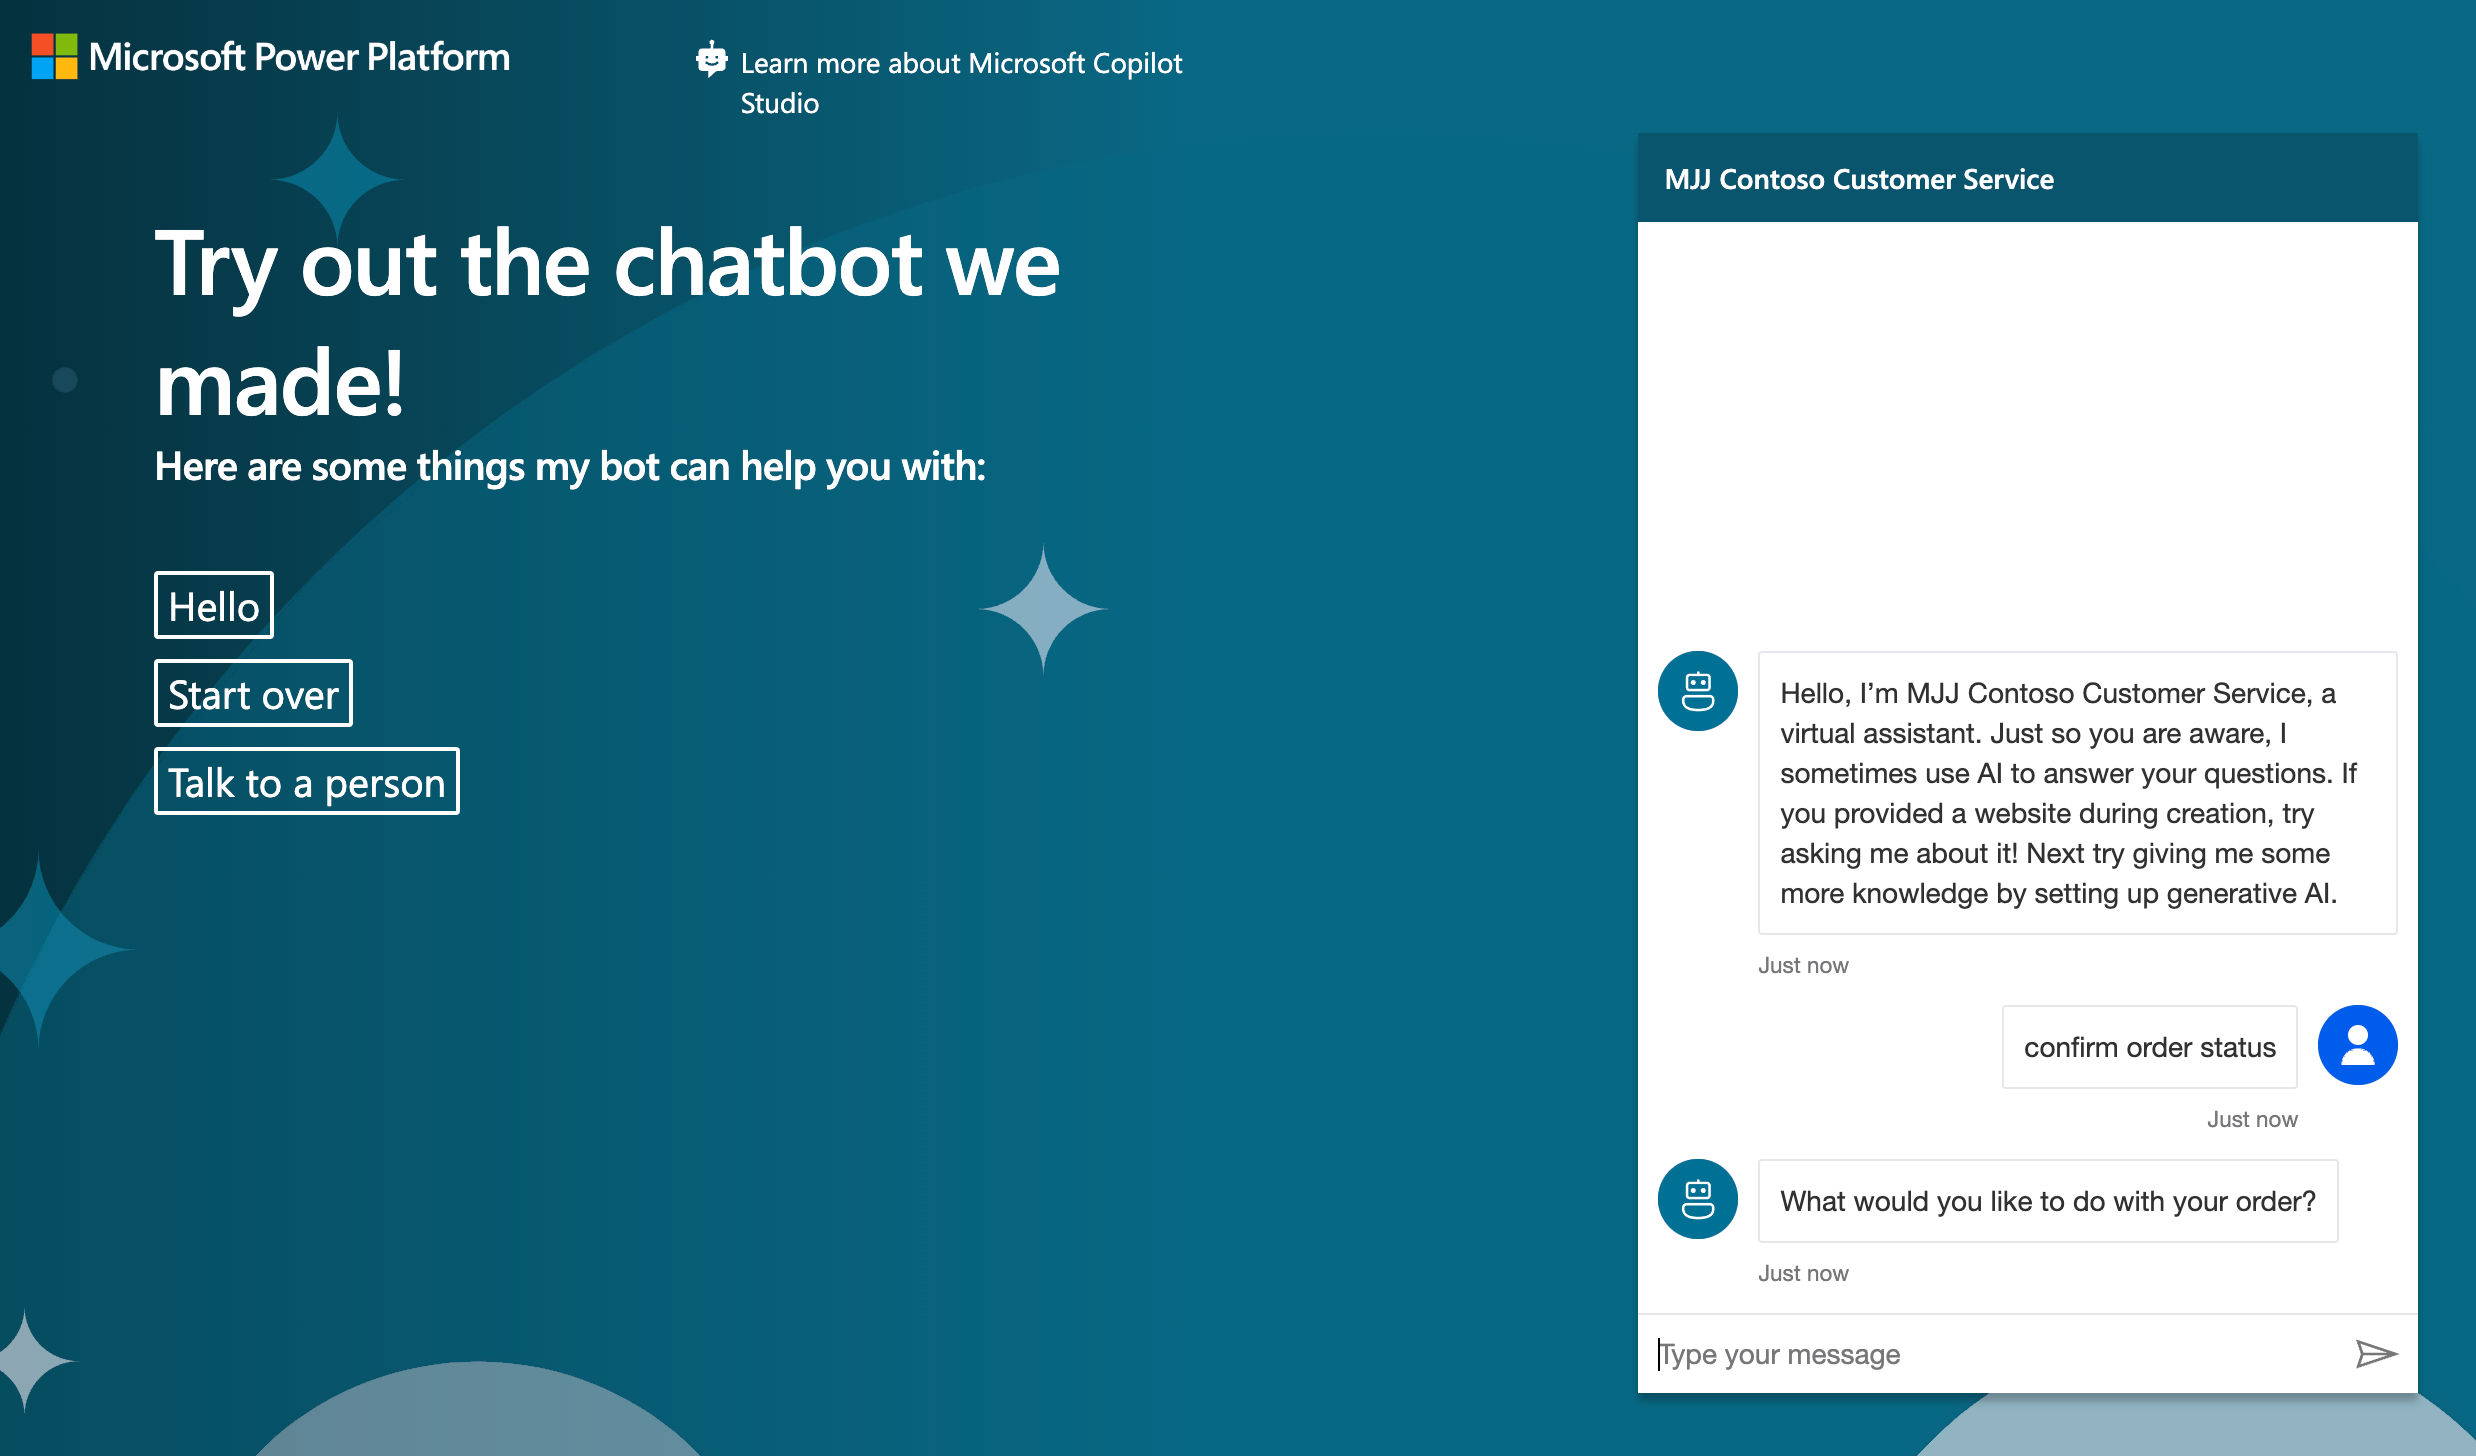 Microsoft Power Platform
Learn more about Microsoft Copilot
Studio
Try out the chatbot we
made!
Here are some things my bot can help you with:
Hello
Start over
Talk to a person
MJJ Contoso Customer Service
Hello, I’m MJJ Contoso Customer Service, a
virtual assistant. Just so you are aware, I
sometimes use AI to answer your questions. If
you provided a website during creation, try
asking me about it! Next try giving me some
more knowledge by setting up generative AI.
Just now
confirm order status
Just now
What would you like to do with your order?
Just now
Type your message